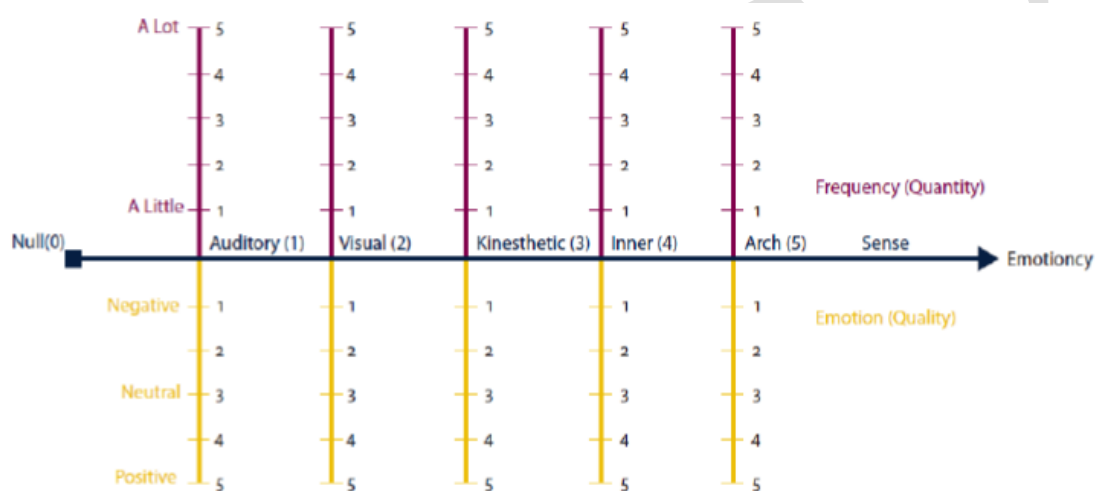 A Lot 5 5 5 5 5
4 4 4 4 4
3 3 3 3 3
2 2 2 2 2
Frequency (Quantity)
A Little 1 1 1 1 1
Null(0) Auditory (1) Visual (2) Kinesthetic (3) Inner (4) Arch (5) Sense
Emotioncy
Negative 1 1 1 1 1
Emotion (Quality)
2 2 2 2 2
Neutral 3 3 3 3 3
4 4 4 4 4
Positive 5 5 5 5 5